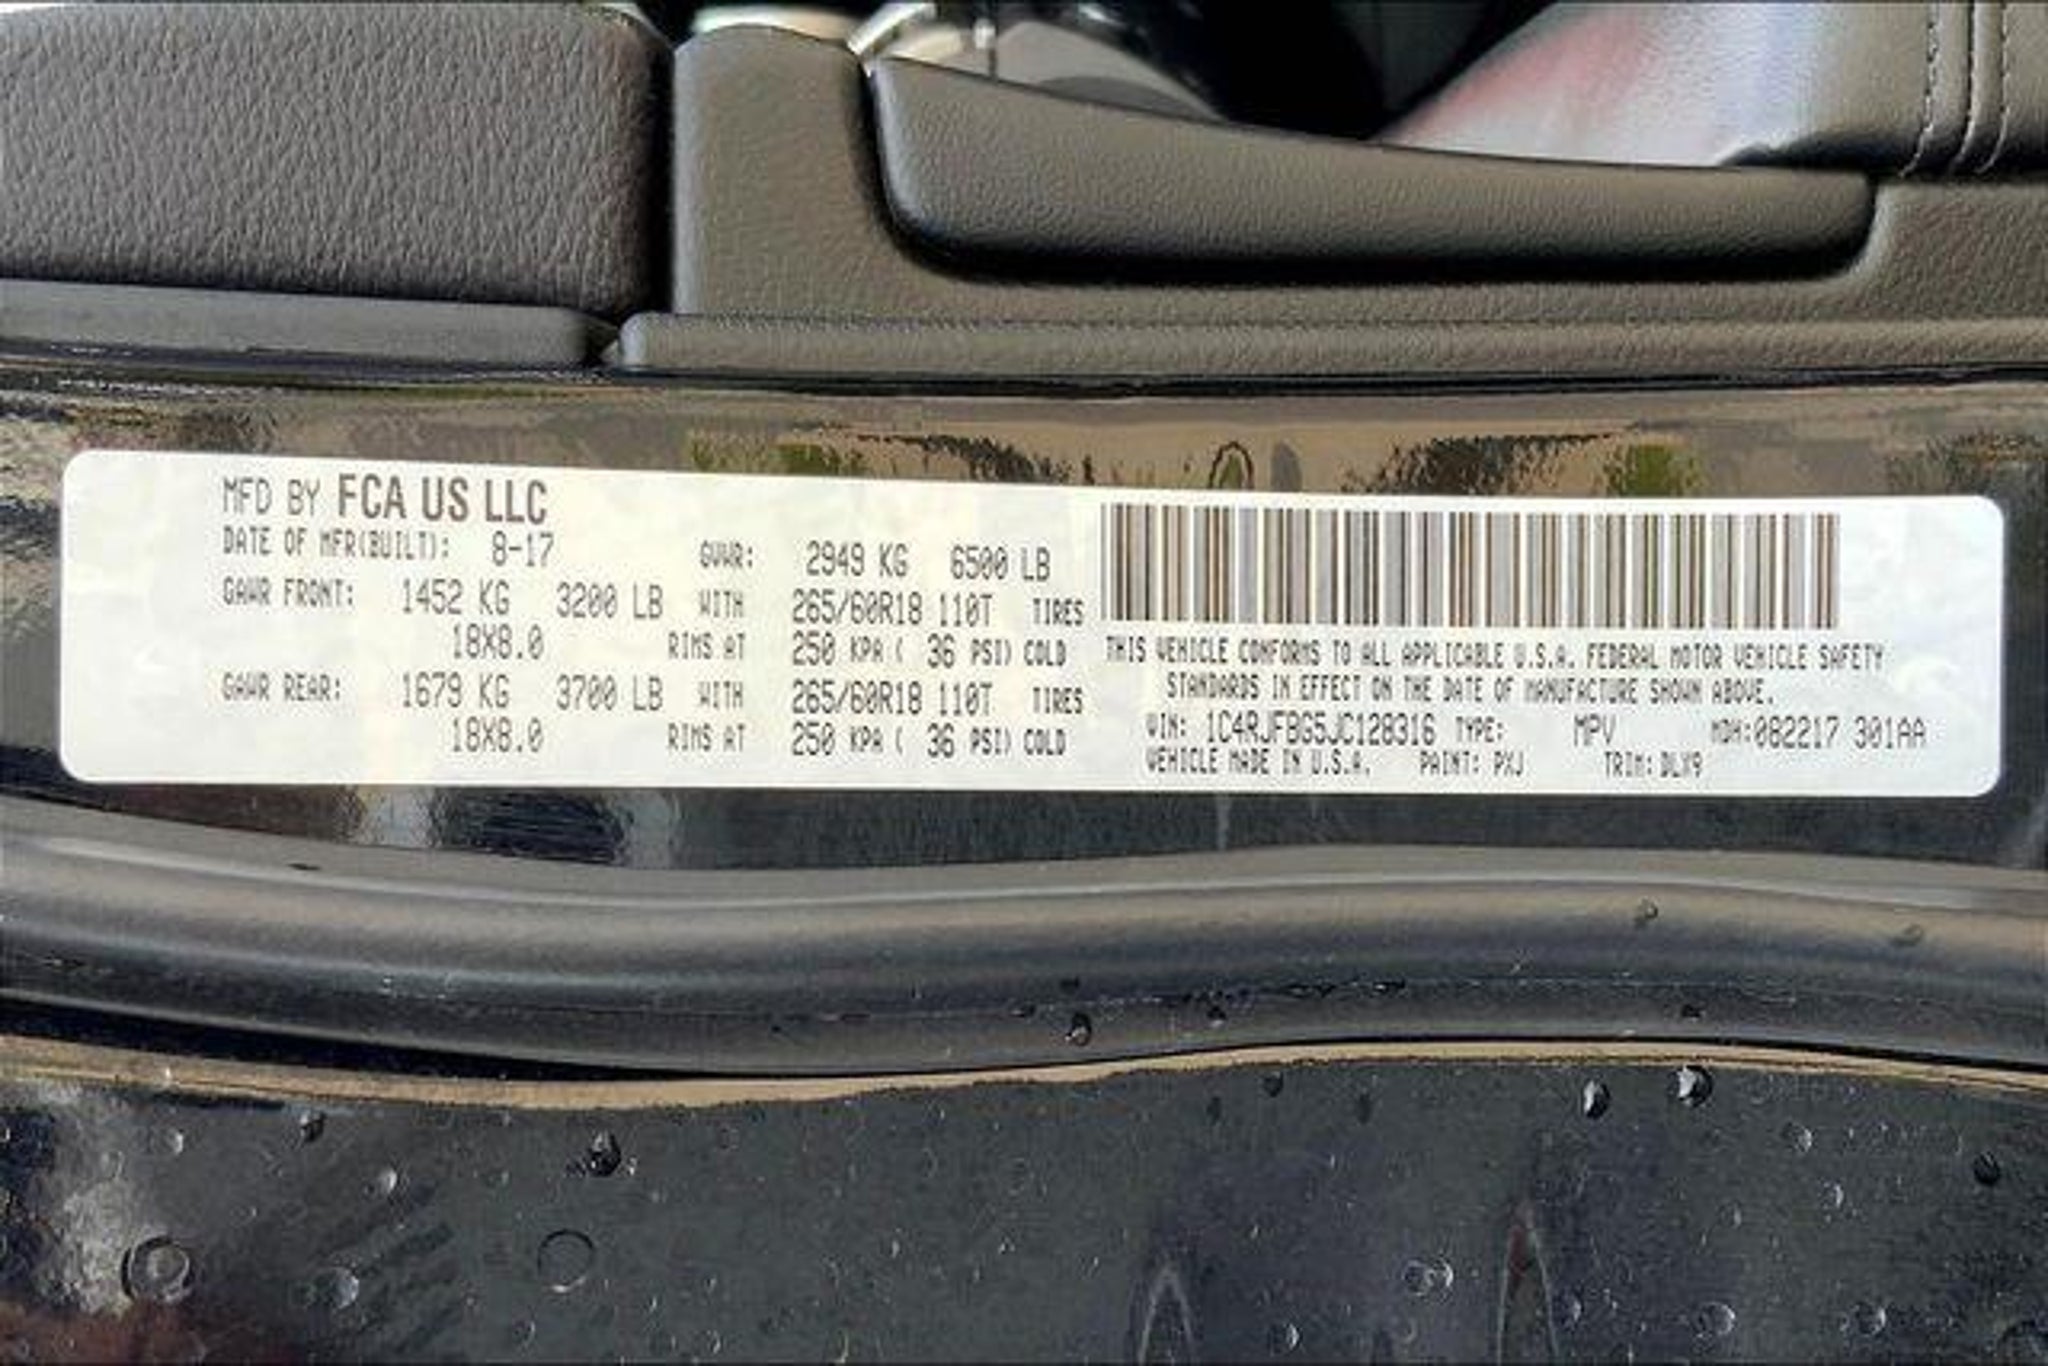 MFD BY FCA US LLC
DATE OF MFR(BUILT): 8-17 GVWR: 2949 KG 6500 LB
GAWR FRONT: 1452 KG 3200 LB WITH 265/60R18 110T TIRES
18X8.0 RIMS AT 250 KPA ( 36 PSI) COLD
GAWR REAR: 1679 KG 3700 LB WITH 265/60R18 110T TIRES
18X8.0 RIMS AT 250 KPA ( 36 PSI) COLD
THIS VEHICLE CONFORMS TO ALL APPLICABLE U.S.A. FEDERAL MOTOR VEHICLE SAFETY
STANDARDS IN EFFECT ON THE DATE OF MANUFACTURE SHOWN ABOVE.
VIN: 1C4RJFBG5JC128316 TYPE: MPV MDH:082217 301AA
VEHICLE MADE IN U.S.A. PAINT: PXJ TRIM: DLX9